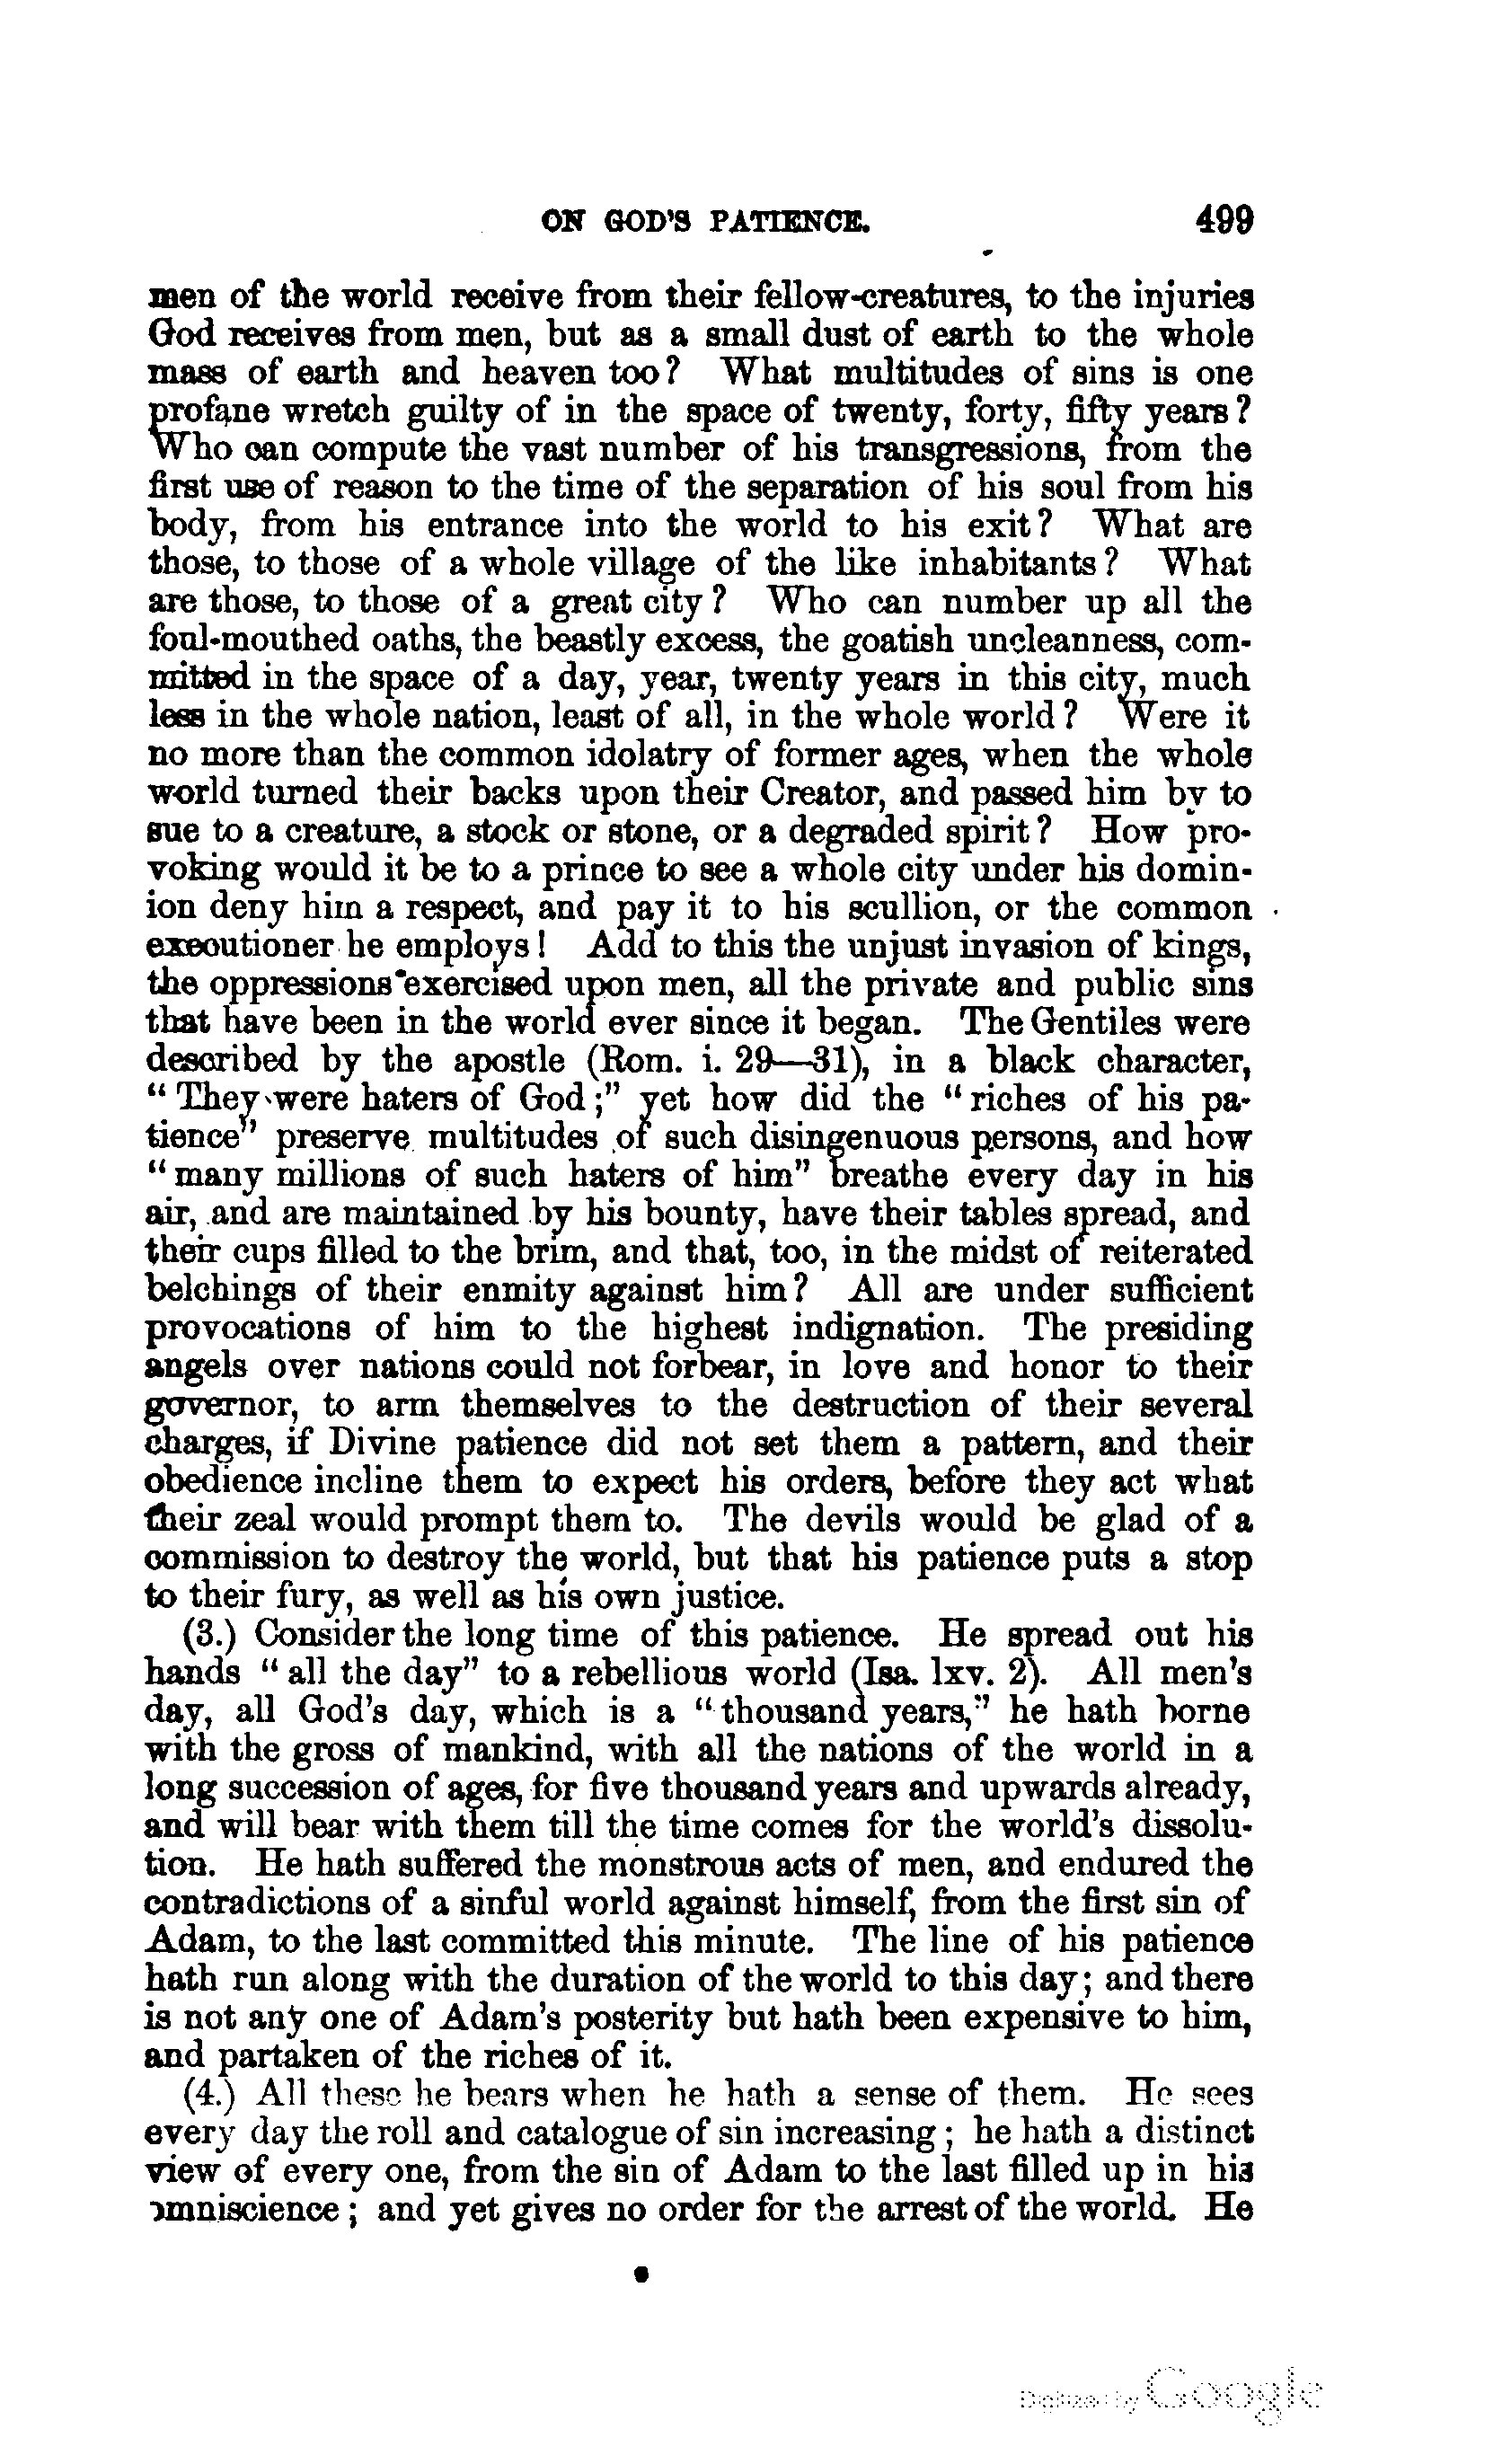 ON GOD'S PATIENCE. 499
men of the world receive from their fellow-creatures, to the injuries
God receives from men, but as a small dust of earth to the whole
mass of earth and heaven too? What multitudes of sins is one
profane wretch guilty of in the space of twenty, forty, fifty years?
Who can compute the vast number of his transgressions, from the
first use of reason to the time of the separation of his soul from his
body, from his entrance into the world to his exit? What are
those, to those of a whole village of the like inhabitants? What
are those, to those of a great city? Who can number up all the
foul-mouthed oaths, the beastly excess, the goatish uncleanness, com-
mitted in the space of a day, year, twenty years in this city, much
less in the whole nation, least of all, in the whole world? Were it
no more than the common idolatry of former ages, when the whole
world turned their backs upon their Creator, and passed him by to
sue to a creature, a stock or stone, or a degraded spirit? How pro-
voking would it be to a prince to see a whole city under his domin-
ion deny him a respect, and pay it to his scullion, or the common
executioner he employs! Add to this the unjust invasion of kings,
the oppressions exercised upon men, all the private and public sins
that have been in the world ever since it began. The Gentiles were
described by the apostle (Rom. i. 29—31), in a black character,
"They were haters of God;" yet how did the "riches of his pa-
tience" preserve multitudes of such disingenuous persons, and how
"many millions of such haters of him" breathe every day in his
air, and are maintained by his bounty, have their tables spread, and
their cups filled to the brim, and that, too, in the midst of reiterated
belchings of their enmity against him? All are under sufficient
provocations of him to the highest indignation. The presiding
angels over nations could not forbear, in love and honor to their
governor, to arm themselves to the destruction of their several
charges, if Divine patience did not set them a pattern, and their
obedience incline them to expect his orders, before they act what
their zeal would prompt them to. The devils would be glad of a
commission to destroy the world, but that his patience puts a stop
to their fury, as well as his own justice.
(3.) Consider the long time of this patience. He spread out his
hands "all the day" to a rebellious world (Isa. lxv. 2). All men's
day, all God's day, which is a "thousand years," he hath borne
with the gross of mankind, with all the nations of the world in a
long succession of ages, for five thousand years and upwards already,
and will bear with them till the time comes for the world's dissolu-
tion. He hath suffered the monstrous acts of men, and endured the
contradictions of a sinful world against himself, from the first sin of
Adam, to the last committed this minute. The line of his patience
hath run along with the duration of the world to this day; and there
is not any one of Adam's posterity but hath been expensive to him,
and partaken of the riches of it.
(4.) All these he bears when he hath a sense of them. He sees
every day the roll and catalogue of sin increasing; he hath a distinct
view of every one, from the sin of Adam to the last filled up in his
omniscience; and yet gives no order for the arrest of the world. He
Digitized by Google